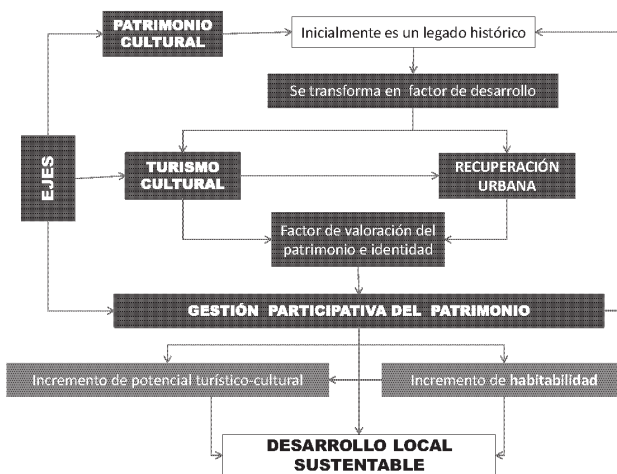 PATRIMONIO
CULTURAL
Inicialmente es un legado histórico
Se transforma en factor de desarrollo
EJES
TURISMO
CULTURAL
RECUPERACIÓN
URBANA
Factor de valoración del
patrimonio e identidad
GESTIÓN PARTICIPATIVA DEL PATRIMONIO
Incremento de potencial turístico-cultural
Incremento de habitabilidad
DESARROLLO LOCAL
SUSTENTABLE